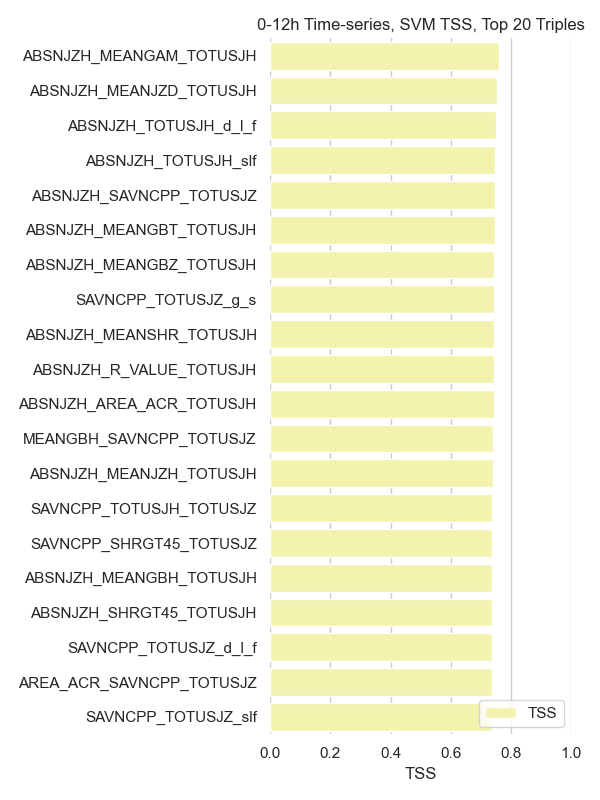 0-12h Time-series, SVM TSS, Top 20 Triples
ABSNJZH_MEANGAM_TOTUSJH
ABSNJZH_MEANJZD_TOTUSJH
ABSNJZH_TOTUSJH_d_l_f
ABSNJZH_TOTUSJH_slf
ABSNJZH_SAVNCPP_TOTUSJZ
ABSNJZH_MEANGBT_TOTUSJH
ABSNJZH_MEANGBZ_TOTUSJH
SAVNCPP_TOTUSJZ_g_s
ABSNJZH_MEANSHR_TOTUSJH
ABSNJZH_R_VALUE_TOTUSJH
ABSNJZH_AREA_ACR_TOTUSJH
MEANGBH_SAVNCPP_TOTUSJZ
ABSNJZH_MEANJZH_TOTUSJH
SAVNCPP_TOTUSJH_TOTUSJZ
SAVNCPP_SHRGT45_TOTUSJZ
ABSNJZH_MEANGBH_TOTUSJH
ABSNJZH_SHRGT45_TOTUSJH
SAVNCPP_TOTUSJZ_d_l_f
AREA_ACR_SAVNCPP_TOTUSJZ
SAVNCPP_TOTUSJZ_slf
TSS
0.0 0.2 0.4 0.6 0.8 1.0
TSS